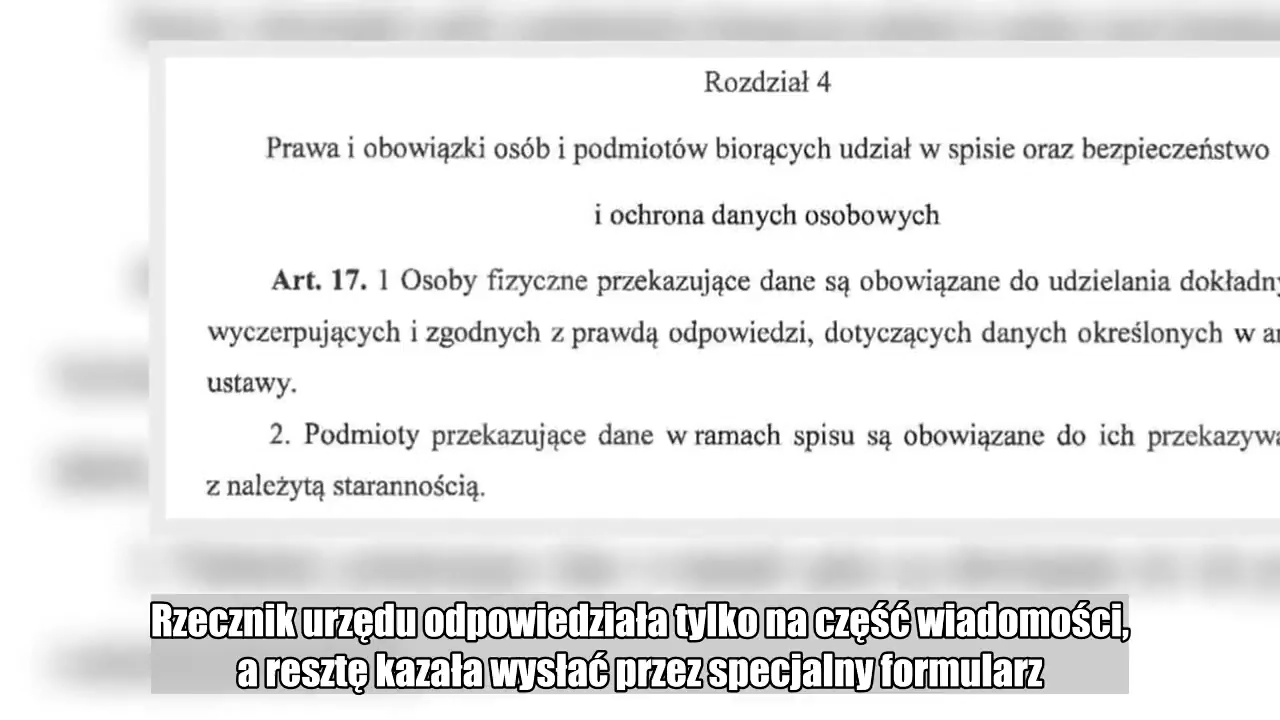 Rozdział 4
Prawa i obowiązki osób i podmiotów biorących udział w spisie oraz bezpieczeństwo
i ochrona danych osobowych
Art. 17. 1 Osoby fizyczne przekazujące dane są obowiązane do udzielania
wyczerpujących i zgodnych z prawdą odpowiedzi, dotyczących danych określonych w
ustawy.
2. Podmioty przekazujące dane w ramach spisu są obowiązane do ich
z należytą starannością.
Rzecznik urzędu odpowiedziała tylko na część wiadomości,
a resztę kazała wysłać przez specjalny formularz